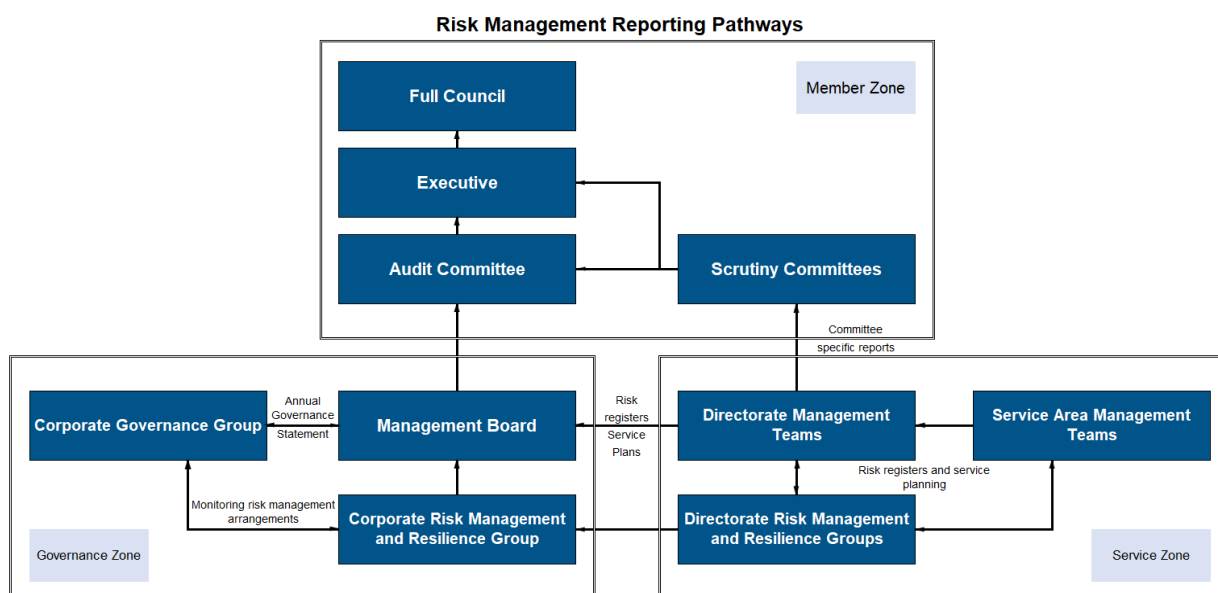 Risk Management Reporting Pathways
Full Council
Member Zone
Executive
Audit Committee
Scrutiny Committees
Committee
specific reports
Corporate Governance Group
Annual
Governance
Statement
Management Board
Risk
registers
Service
Plans
Directorate Management
Teams
Service Area Management
Teams
Risk registers and service
planning
Monitoring risk management
arrangements
Corporate Risk Management
and Resilience Group
Directorate Risk Management
and Resilience Groups
Governance Zone
Service Zone